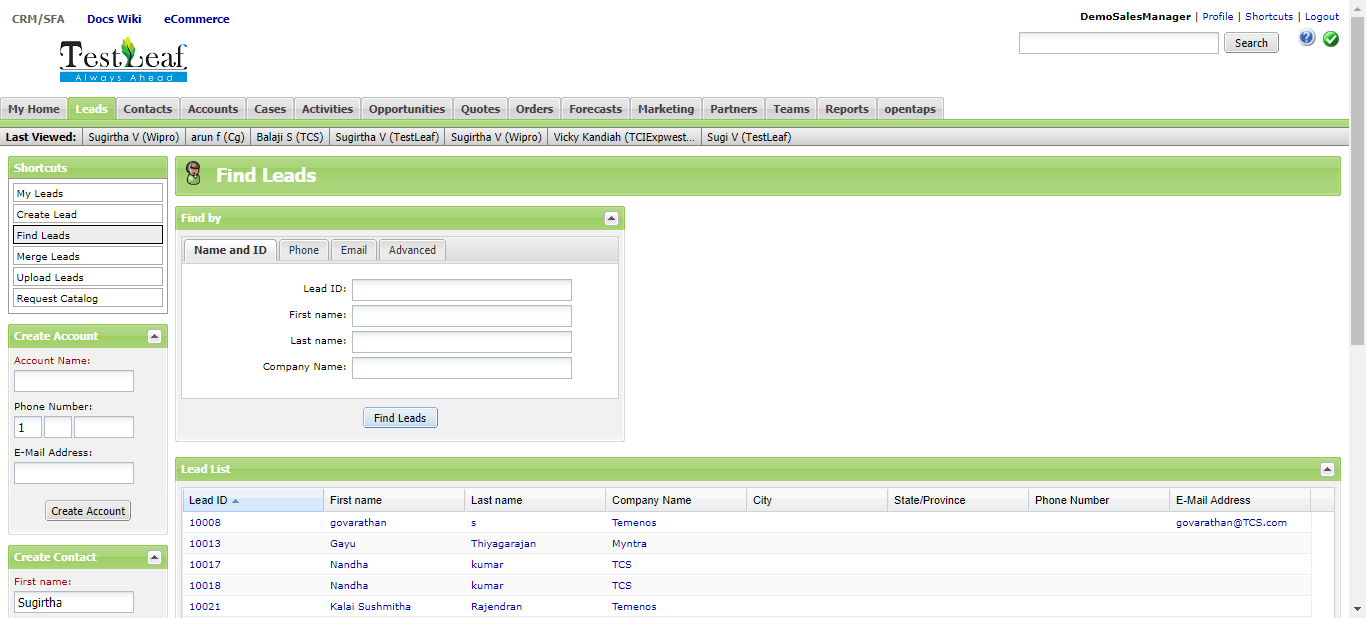 CRM/SFA Docs Wiki eCommerce
DemoSalesManager | Profile | Shortcuts | Logout
Search
TestLeaf
Always Ahead
My Home Leads Contacts Accounts Cases Activities Opportunities Quotes Orders Forecasts Marketing Partners Teams Reports opentaps
Last Viewed: Sugirtha V (Wipro) arun f (Cg) Balaji S (TCS) Sugirtha V (TestLeaf) Sugirtha V (Wipro) Vicky Kandiah (TCIExpwest... Sugi V (TestLeaf)
Shortcuts
My Leads
Create Lead
Find Leads
Merge Leads
Upload Leads
Request Catalog
Create Account
Account Name:
Phone Number:
1
E-Mail Address:
Create Account
Create Contact
First name:
Sugirtha
Find Leads
Find by
Name and ID Phone Email Advanced
Lead ID:
First name:
Last name:
Company Name:
Find Leads
Lead List
Lead ID First name Last name Company Name City State/Province Phone Number E-Mail Address
10008 govarathan s Temenos govarathan@TCS.com
10013 Gayu Thiyagarajan Myntra
10017 Nandha kumar TCS
10018 Nandha kumar TCS
10021 Kalai Sushmitha Rajendran Temenos